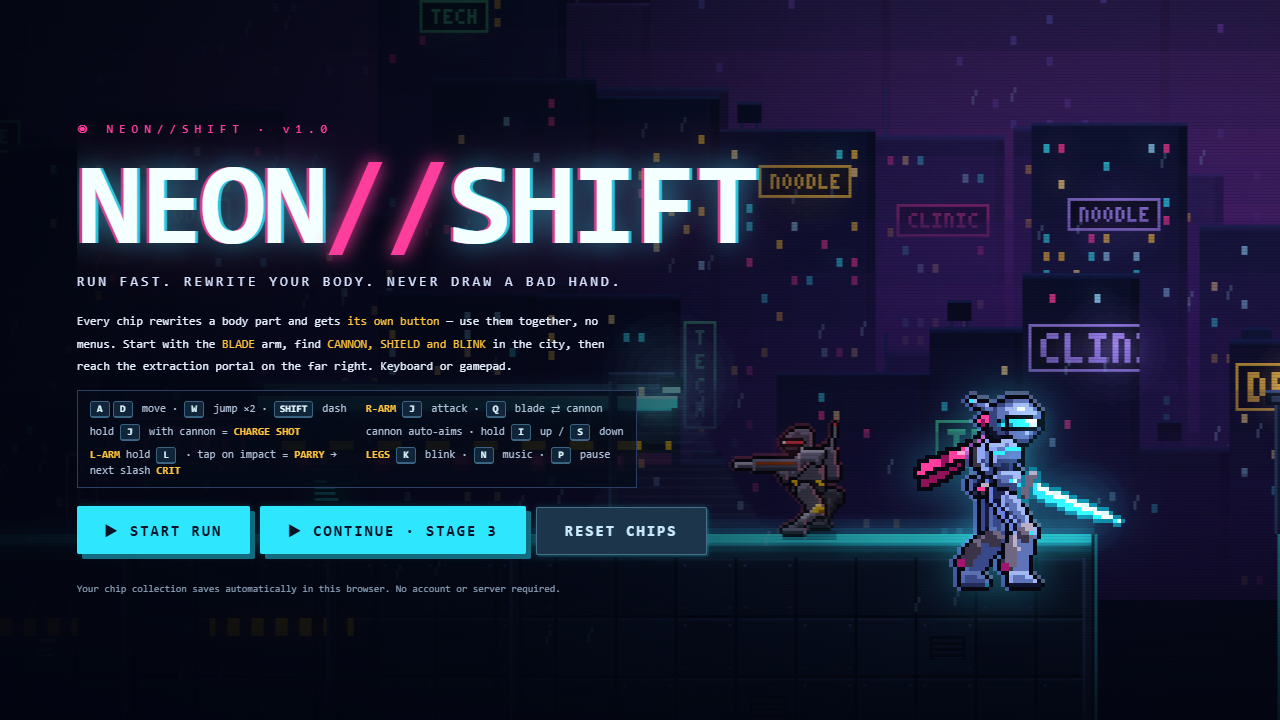 TECH
◉ NEON//SHIFT · v1.0
NEON//SHIFT
NOODLE
CLINIC
NOODLE
RUN FAST. REWRITE YOUR BODY. NEVER DRAW A BAD HAND.
Every chip rewrites a body part and gets its own button — use them together, no
menus. Start with the BLADE arm, find CANNON, SHIELD and BLINK in the city, then
reach the extraction portal on the far right. Keyboard or gamepad.
TECH
A D move · W jump ×2 · SHIFT dash
hold J with cannon = CHARGE SHOT
L-ARM hold L · tap on impact = PARRY →
next slash CRIT
R-ARM J attack · Q blade ⇄ cannon
cannon auto-aims · hold I up / S down
LEGS K blink · N music · P pause
▶ START RUN
▶ CONTINUE · STAGE 3
RESET CHIPS
Your chip collection saves automatically in this browser. No account or server required.